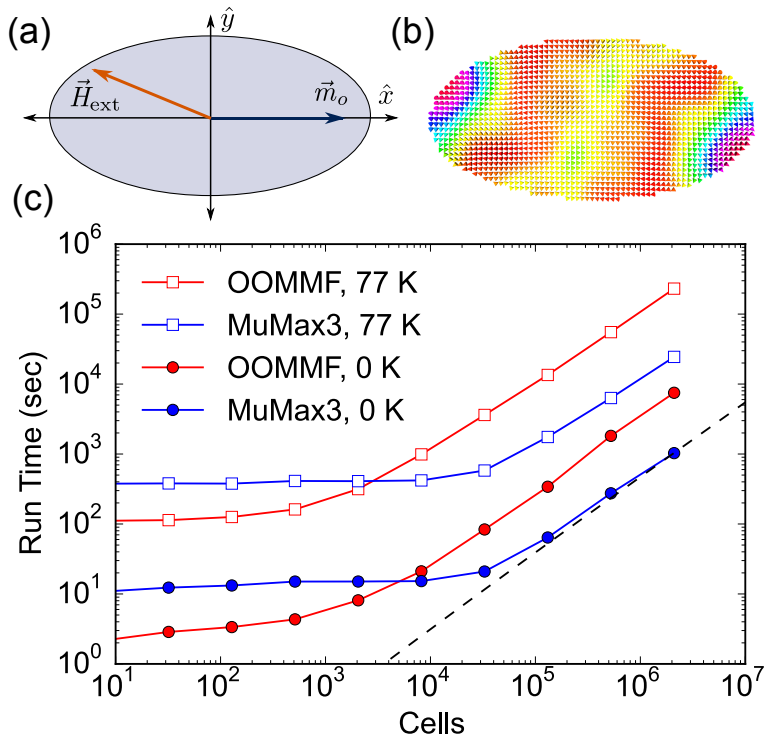 (a)
ŷ
H⃗ext
m⃗o
x̂
(b)
(c)
Run Time (sec)
10^6
10^5
10^4
10^3
10^2
10^1
10^0
OOMMF, 77 K
MuMax3, 77 K
OOMMF, 0 K
MuMax3, 0 K
10^1 10^2 10^3 10^4 10^5 10^6 10^7
Cells